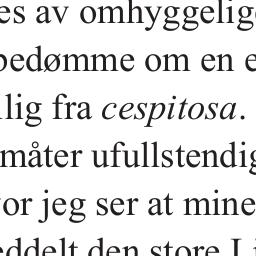 es av omhyggelig
bedømme om en e
lig fra cespitosa.
måter ufullstendig
or jeg ser at mine
eddelt den store Li